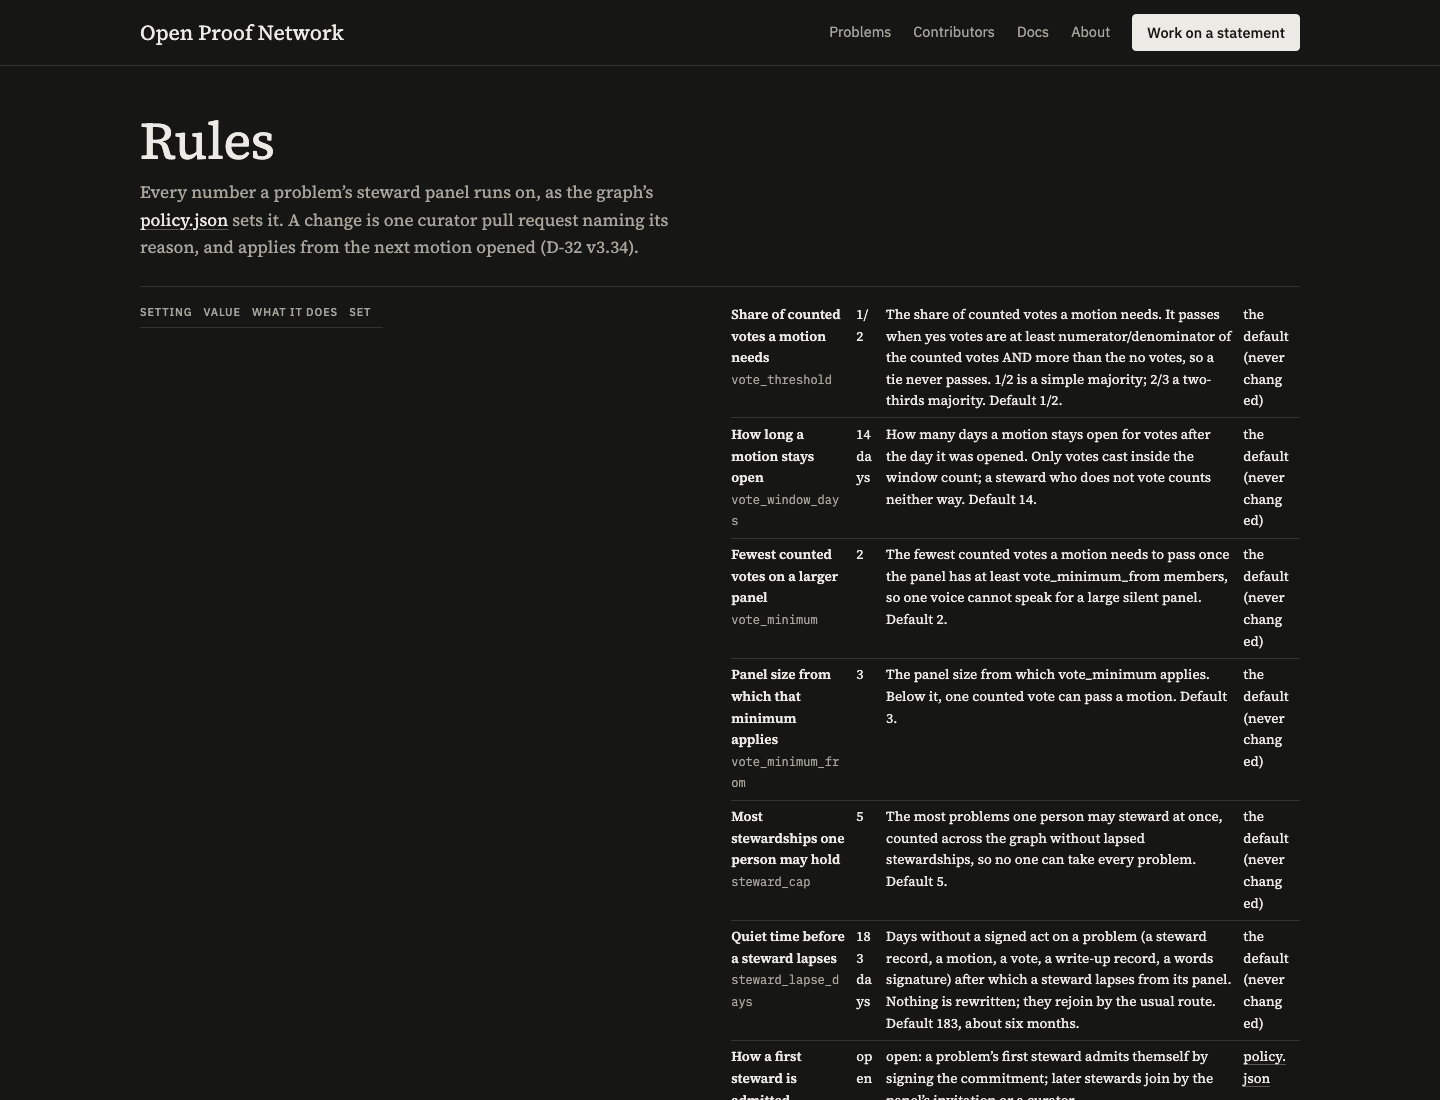 Open Proof Network
Problems Contributors Docs About Work on a statement
Rules
Every number a problem’s steward panel runs on, as the graph’s
policy.json sets it. A change is one curator pull request naming its
reason, and applies from the next motion opened (D-32 v3.34).
SETTING VALUE WHAT IT DOES SET
Share of counted 1/ The share of counted votes a motion needs. It passes the
votes a motion 2 when yes votes are at least numerator/denominator of default
needs the counted votes AND more than the no votes, so a (never
vote_threshold tie never passes. 1/2 is a simple majority; 2/3 a two- chang
thirds majority. Default 1/2. ed)
How long a 14 How many days a motion stays open for votes after the
motion stays da the day it was opened. Only votes cast inside the default
open ys window count; a steward who does not vote counts (never
vote_window_day neither way. Default 14. chang
s ed)
Fewest counted 2 The fewest counted votes a motion needs to pass once the
votes on a larger the panel has at least vote_minimum_from members, default
panel so one voice cannot speak for a large silent panel. (never
vote_minimum Default 2. chang
ed)
Panel size from 3 The panel size from which vote_minimum applies. the
which that Below it, one counted vote can pass a motion. Default default
minimum 3. (never
applies chang
vote_minimum_fr ed)
om
Most 5 The most problems one person may steward at once, the
stewardships one counted across the graph without lapsed default
person may hold stewardships, so no one can take every problem. (never
steward_cap Default 5. chang
ed)
Quiet time before 18 Days without a signed act on a problem (a steward the
a steward lapses 3 record, a motion, a vote, a write-up record, a words default
steward_lapse_d da signature) after which a steward lapses from its panel. (never
ays ys Nothing is rewritten; they rejoin by the usual route. chang
Default 183, about six months. ed)
How a first op open: a problem’s first steward admits themself by policy.
steward is en signing the commitment; later stewards join by the json
admitted panel’s invitation or a curator